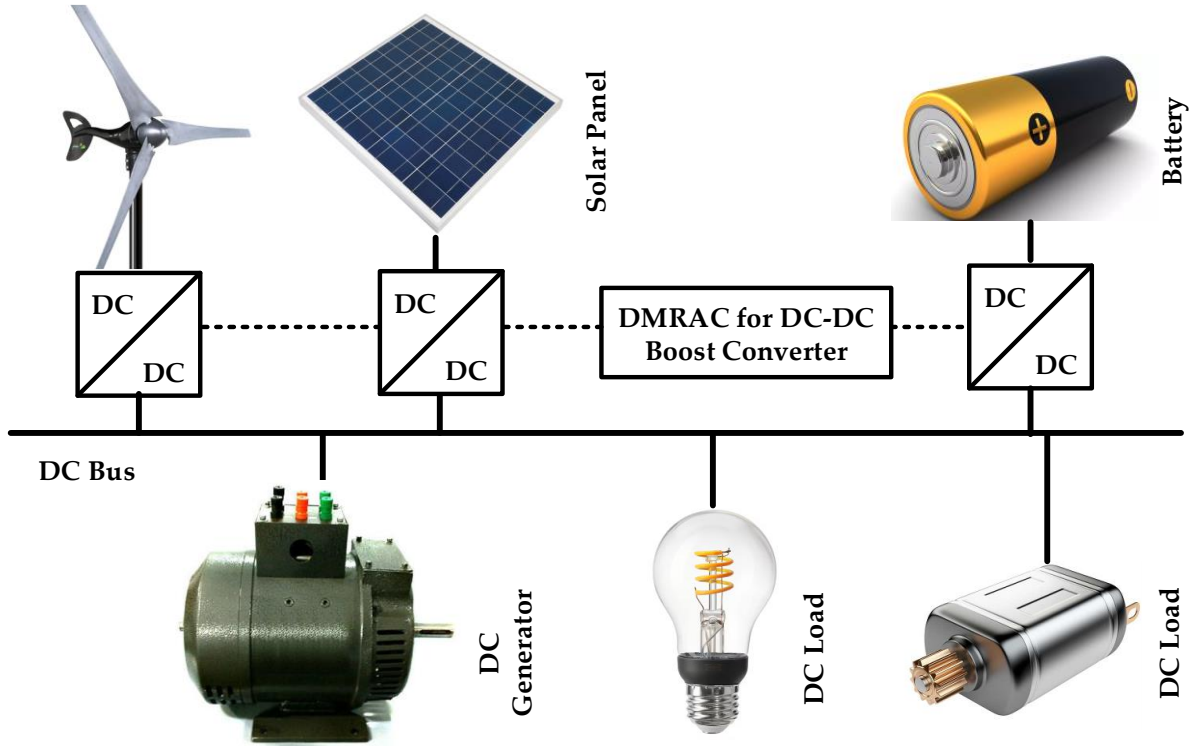 Solar Panel
Battery
DC
DC
DC
DC
DMRAC for DC-DC
Boost Converter
DC
DC
DC Bus
DC
Generator
DC Load
DC Load